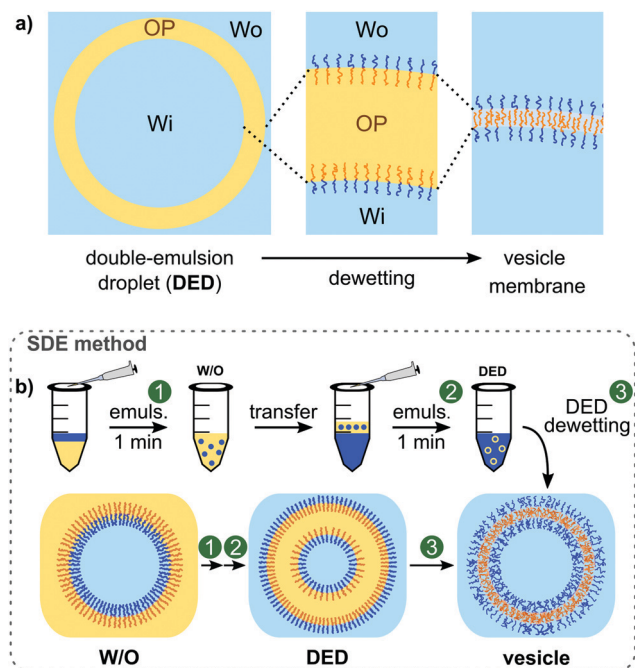 a)
OP
Wo
Wi
Wo
OP
Wi
double-emulsion
droplet (DED)
dewetting
vesicle
membrane
SDE method
b)
1
emuls.
1 min
W/O
transfer
2
emuls.
1 min
DED
3
DED
dewetting
1 2
3
W/O
DED
vesicle